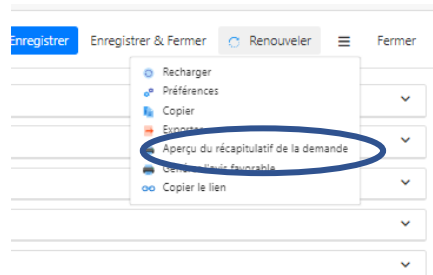 Enregistrer Enregistrer & Fermer Renouveler Fermer
Recharger
Préférences
Copier
Exporter
Aperçu du récapitulatif de la demande
Générer favorable
Copier le lien